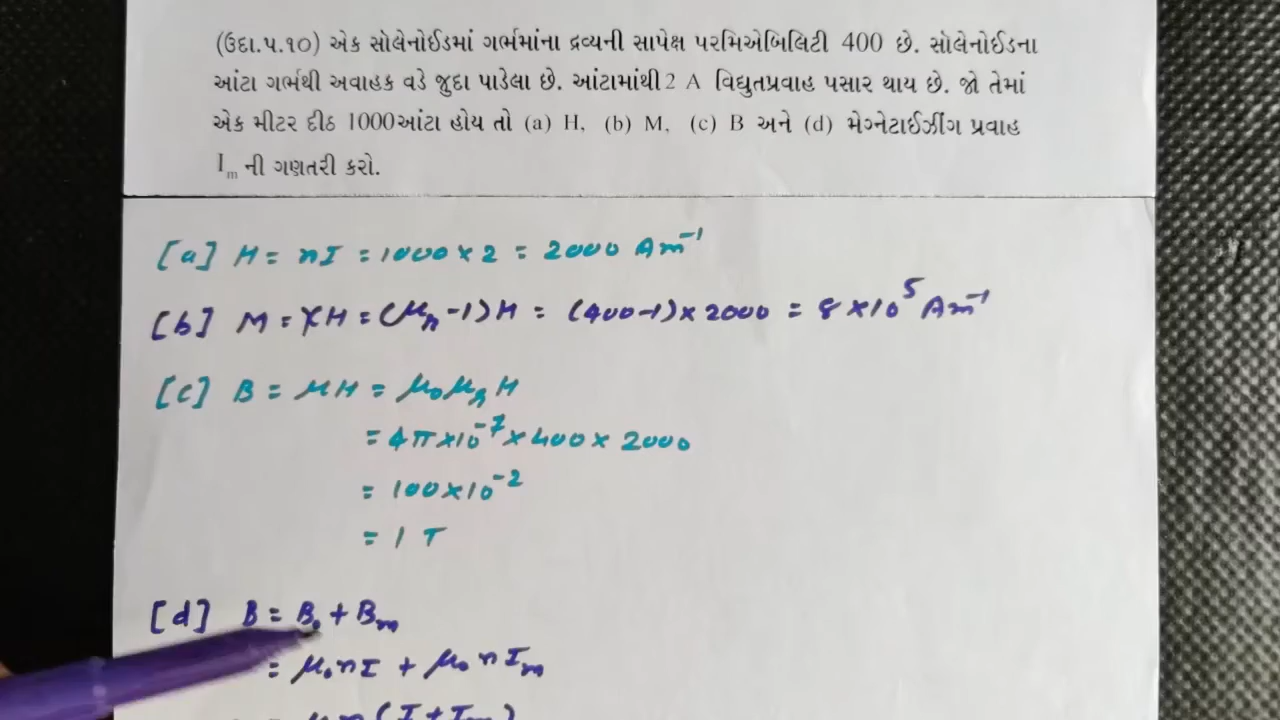 (ઉદા.૫.૧૦) એક સૉલેનોઈડમાં ગર્ભમાંના દ્રવ્યની સાપેક્ષ પરમિએબિલિટી 400 છે. સૉલેનોઈડના
આંટા ગર્ભથી અવાહક વડે જુદા પાડેલા છે. આંટામાંથી 2 A વિદ્યુતપ્રવાહ પસાર થાય છે. જો તેમાં
એક મીટર દીઠ 1000 આંટા હોય તો (a) H, (b) M, (c) B અને (d) મેગ્નેટાઈઝીંગ પ્રવાહ
Iₘ ની ગણતરી કરો.
[a] H = nI = 1000 × 2 = 2000 Am⁻¹
[b] M = χH = (μᵣ -1)H = (400-1) × 2000 = 8 × 10⁵ Am⁻¹
[c] B = μH = μ₀μᵣH
= 4π × 10⁻⁷ × 400 × 2000
= 100 × 10⁻²
= 1 T
[d] B = B₀ + Bₘ
= μ₀nI + μ₀nIₘ
(I + Iₘ)